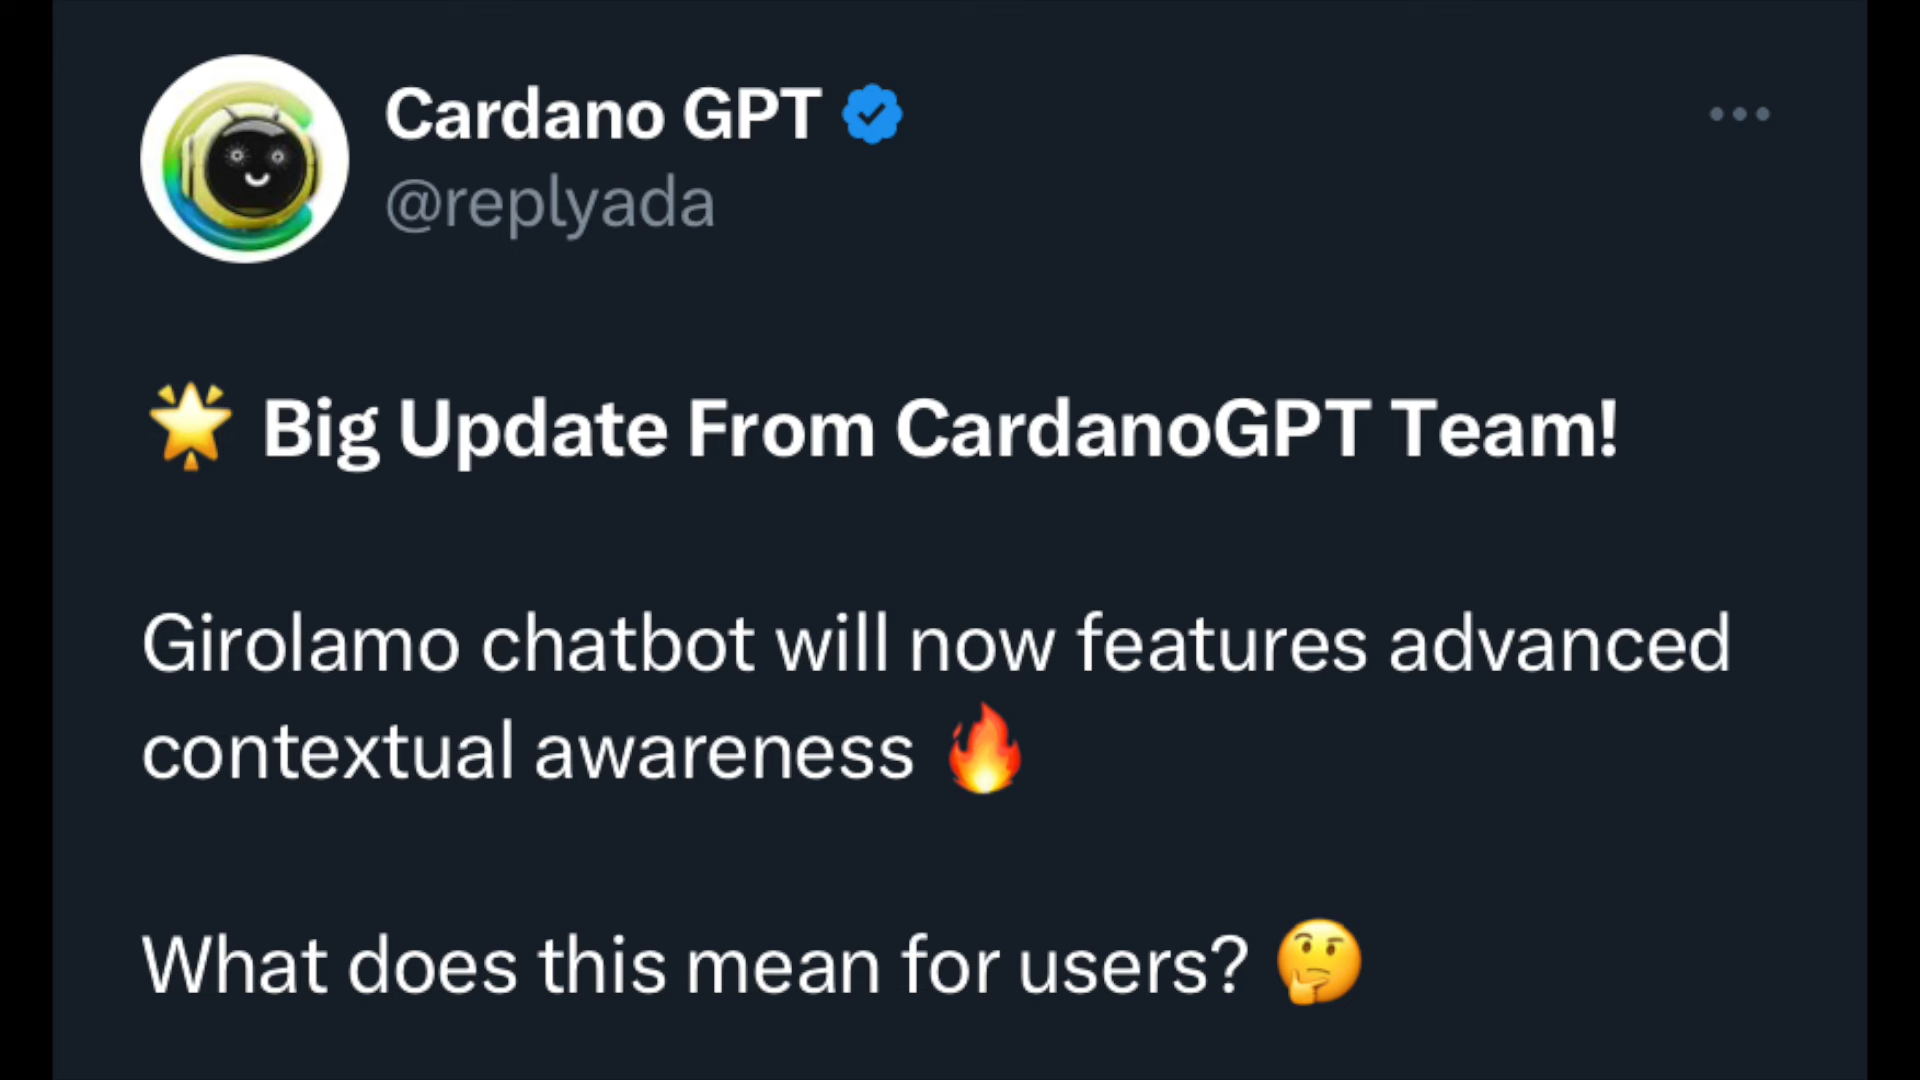 Cardano GPT
@replyada
🌟 Big Update From CardanoGPT Team!
Girolamo chatbot will now features advanced
contextual awareness 🔥
What does this mean for users? 🤔